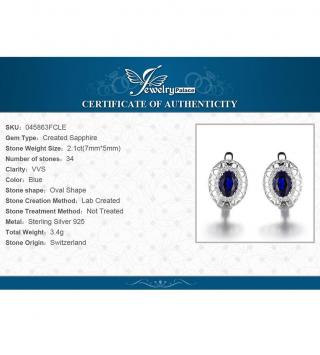 Jewelry Palace
CERTIFICATE OF AUTHENTICITY
SKU: 045863FCLE
Gem Type: Created Sapphire
Stone Weight Size: 2.1ct(7mm*5mm)
Number of stones: 34
Clarity: VVS
Color: Blue
Stone shape: Oval Shape
Stone Creation Method: Lab Created
Stone Treatment Method: Not Treated
Metal: Sterling Silver 925
Total Weight: 3.4g
Stone Origin: Switzerland